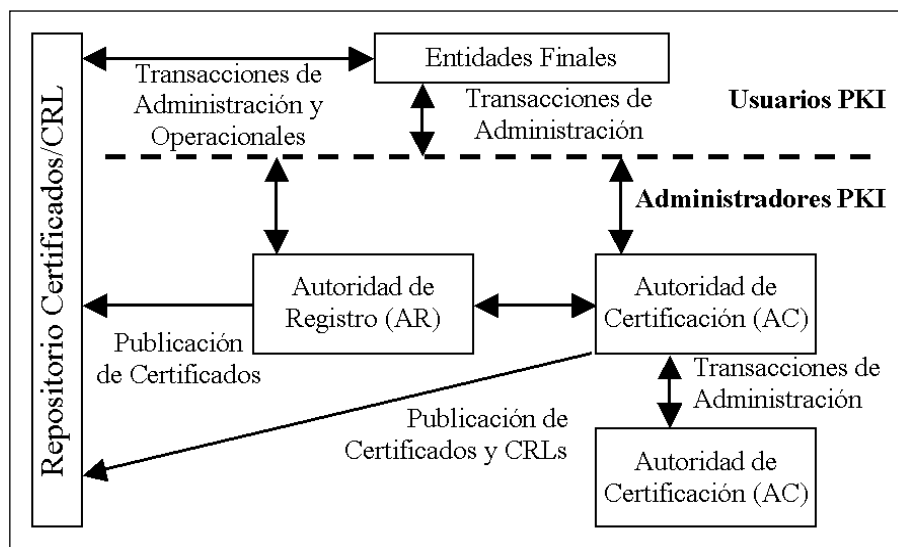 Repositorio Certificados/CRL
Entidades Finales
Transacciones de
Administración y
Operacionales
Transacciones de
Administración
Usuarios PKI
Administradores PKI
Autoridad de
Registro (AR)
Autoridad de
Certificación (AC)
Publicación
de Certificados
Transacciones de
Administración
Publicación de
Certificados y CRLs
Autoridad de
Certificación (AC)